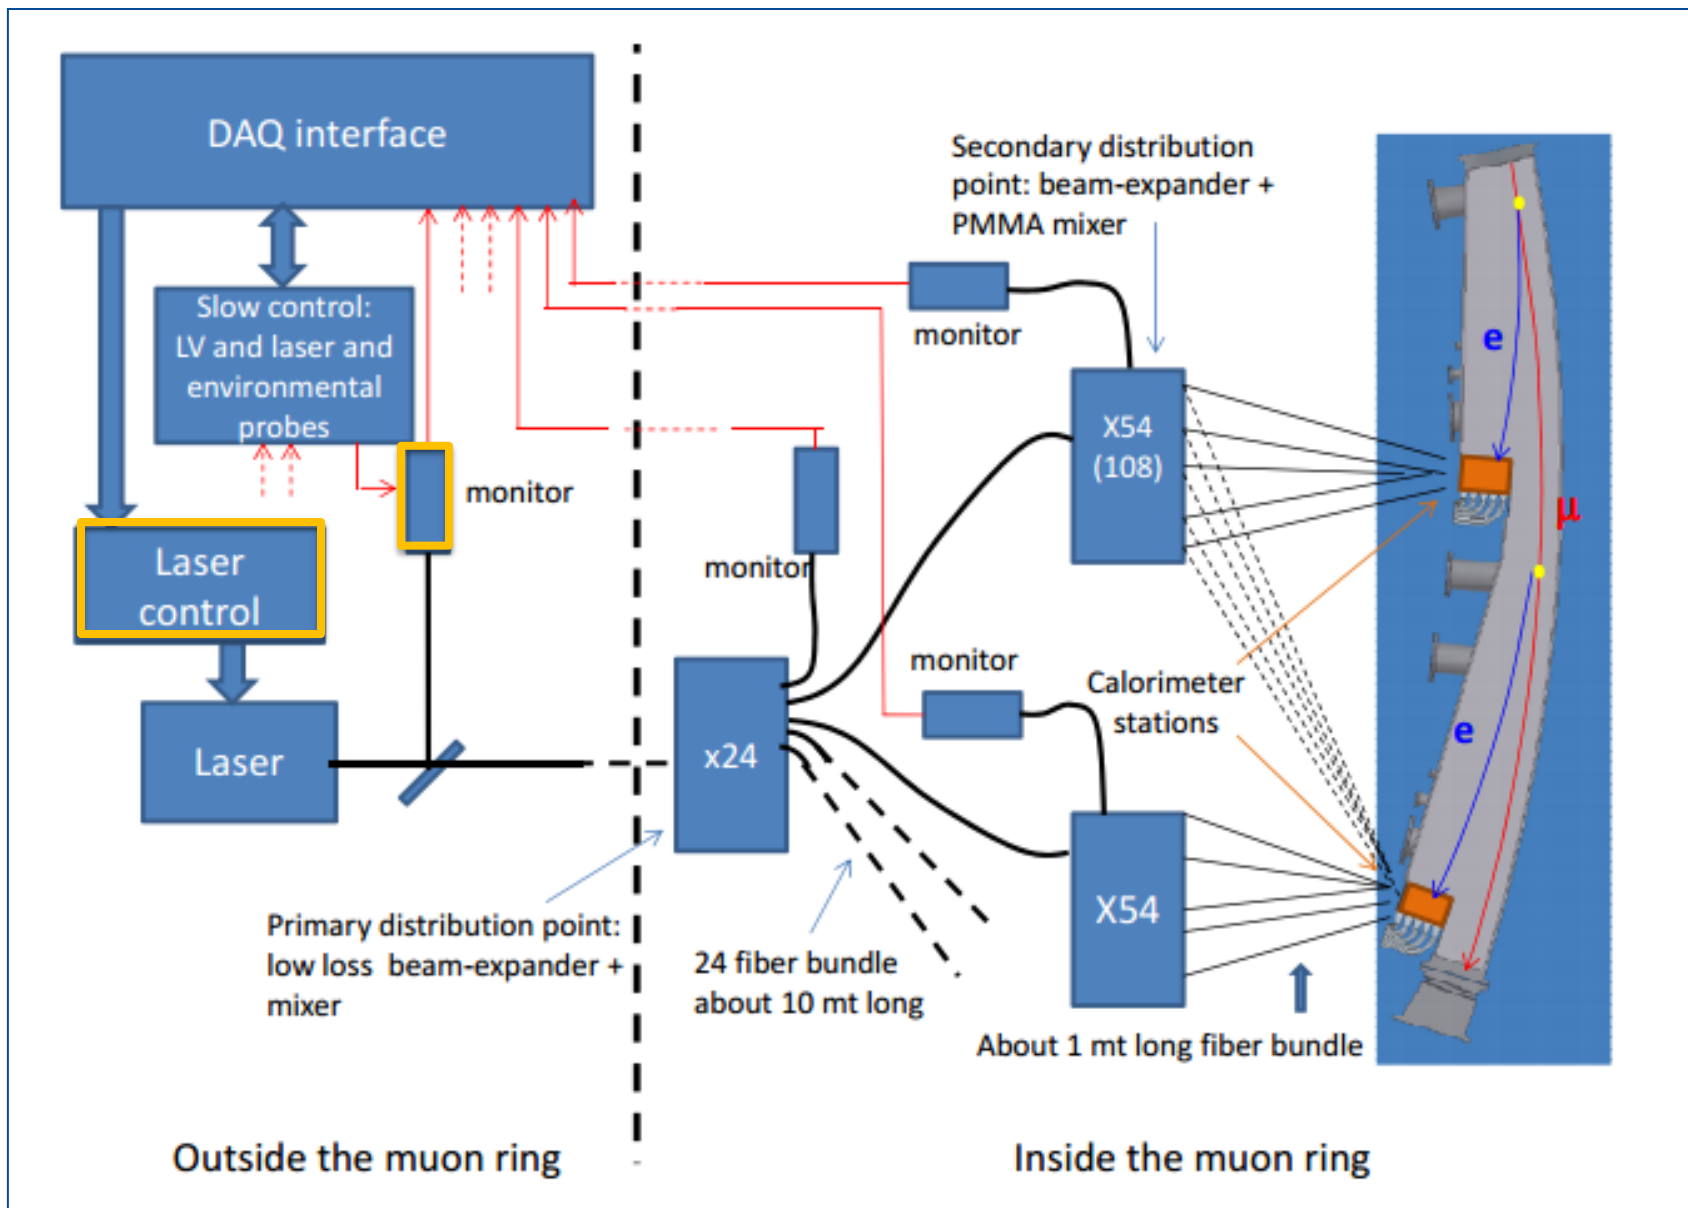 DAQ interface
Slow control:
LV and laser and
environmental
probes
monitor
Laser
control
Laser
Primary distribution point:
low loss beam-expander +
mixer
Outside the muon ring
Secondary distribution
point: beam-expander +
PMMA mixer
monitor
X54
(108)
monitor
monitor
x24
X54
24 fiber bundle
about 10 mt long
Calorimeter
stations
About 1 mt long fiber bundle
e
μ
e
Inside the muon ring